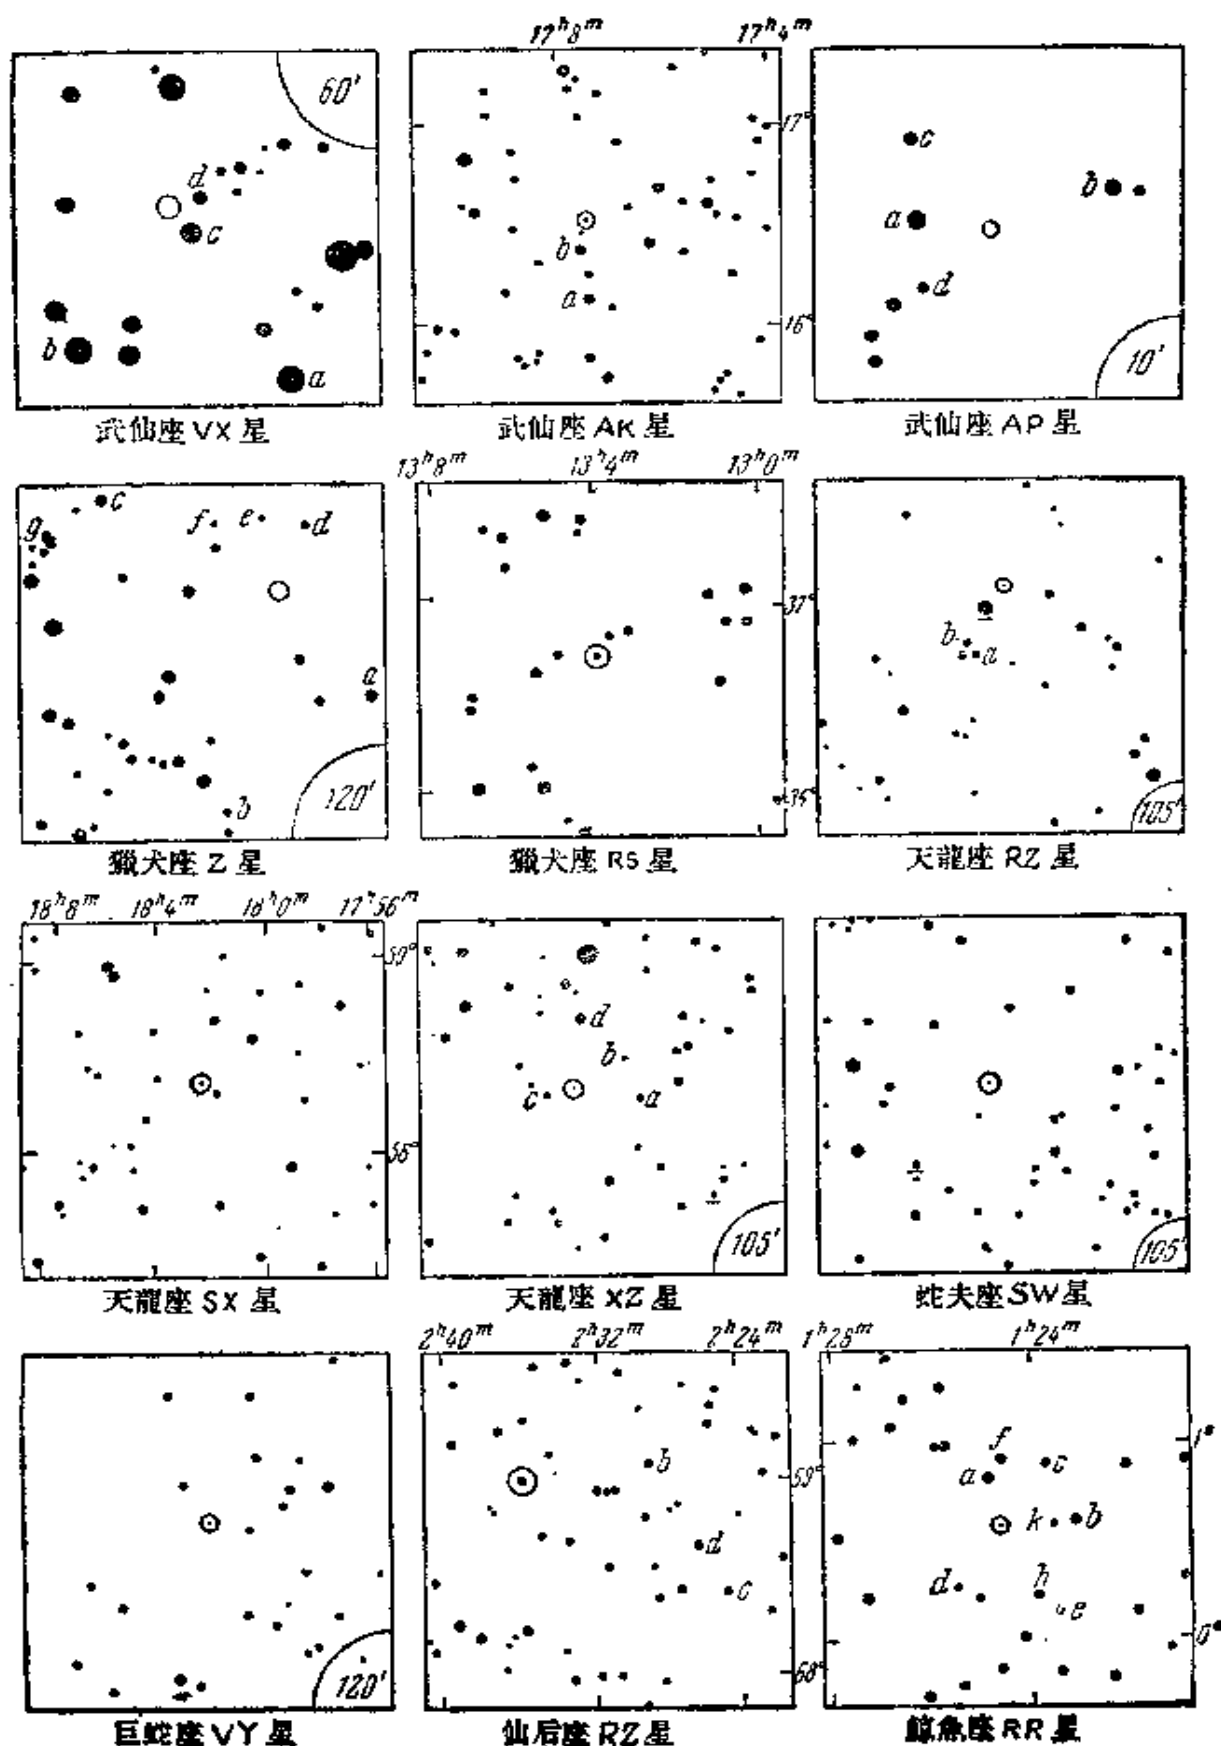 17ʰ8ᵐ 17ʰ4ᵐ
60′
d
c
b
a
武仙座 VX 星
17°
b
a
16°
武仙座 AK 星
c
b
a
d
10′
武仙座 AP 星
13ʰ8ᵐ 13ʰ4ᵐ 13ʰ0ᵐ
c
f e d
g
a
b
120′
獵犬座 Z 星
37°
35°
獵犬座 RS 星
b
a
105′
天龍座 RZ 星
18ʰ8ᵐ 18ʰ4ᵐ 18ʰ0ᵐ 17ʰ56ᵐ
天龍座 SX 星
d
b
c a
105′
天龍座 XZ 星
105′
蛇夫座 SW 星
2ʰ40ᵐ 2ʰ32ᵐ 2ʰ24ᵐ 1ʰ28ᵐ 1ʰ24ᵐ
120′
巨蛇座 VY 星
b
69°
d
c
68°
仙后座 RZ 星
1°
f
a c
k b
d h
e
0°
鯨魚座 RR 星